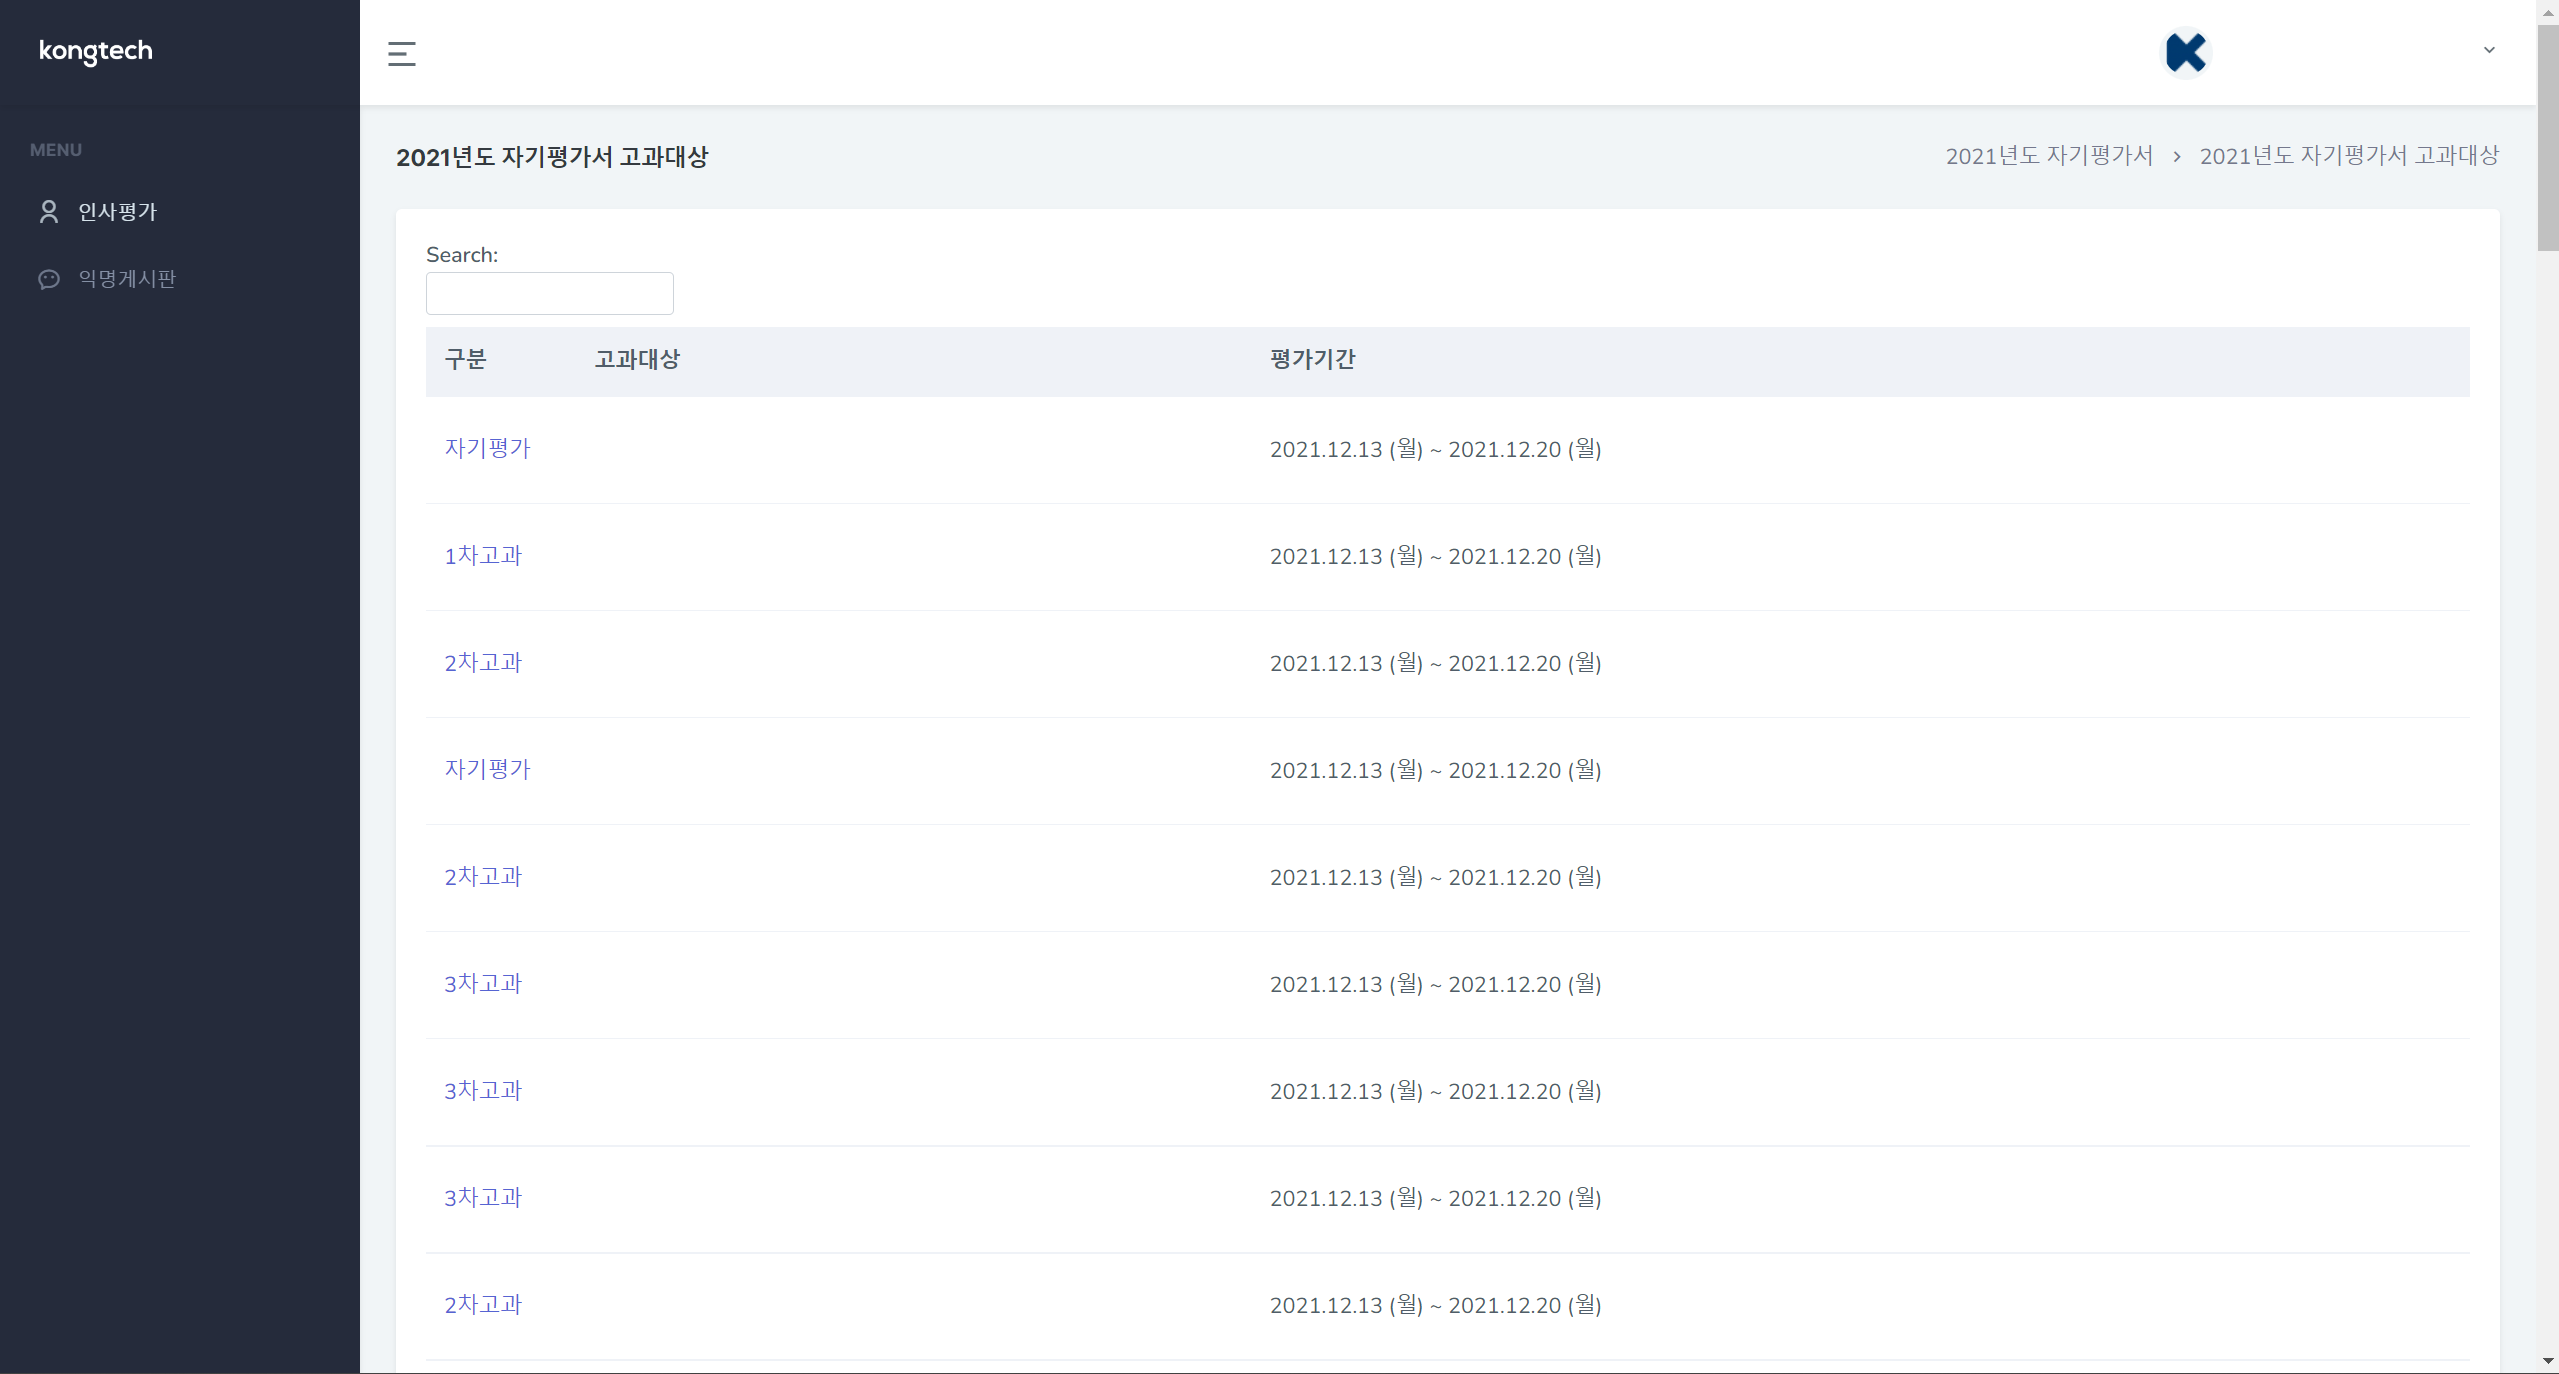 kongtech
MENU
인사평가
익명게시판
2021년도 자기평가서 고과대상
2021년도 자기평가서 > 2021년도 자기평가서 고과대상
Search:
구분 고과대상 평가기간
자기평가 2021.12.13 (월) ~ 2021.12.20 (월)
1차고과 2021.12.13 (월) ~ 2021.12.20 (월)
2차고과 2021.12.13 (월) ~ 2021.12.20 (월)
자기평가 2021.12.13 (월) ~ 2021.12.20 (월)
2차고과 2021.12.13 (월) ~ 2021.12.20 (월)
3차고과 2021.12.13 (월) ~ 2021.12.20 (월)
3차고과 2021.12.13 (월) ~ 2021.12.20 (월)
3차고과 2021.12.13 (월) ~ 2021.12.20 (월)
2차고과 2021.12.13 (월) ~ 2021.12.20 (월)